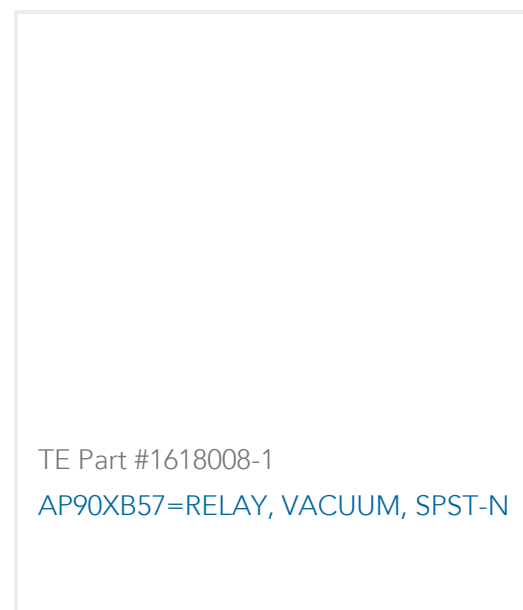 TE Part #1618008-1
AP90XB57=RELAY, VACUUM, SPST-N